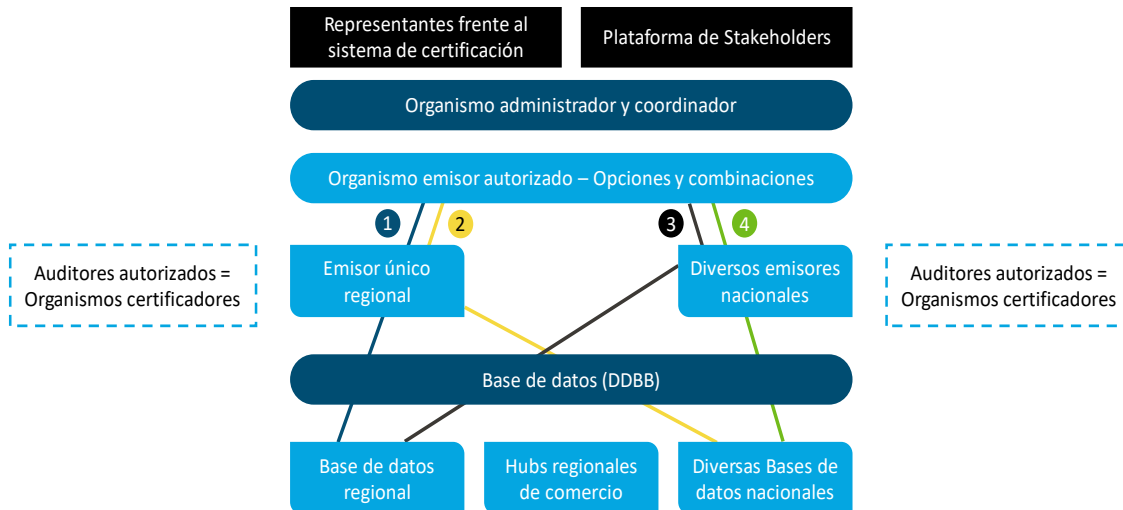 Representantes frente al
sistema de certificación
Plataforma de Stakeholders
Organismo administrador y coordinador
Organismo emisor autorizado – Opciones y combinaciones
1
2
3
4
Auditores autorizados =
Organismos certificadores
Emisor único
regional
Diversos emisores
nacionales
Auditores autorizados =
Organismos certificadores
Base de datos (DDBB)
Base de datos
regional
Hubs regionales
de comercio
Diversas Bases de
datos nacionales